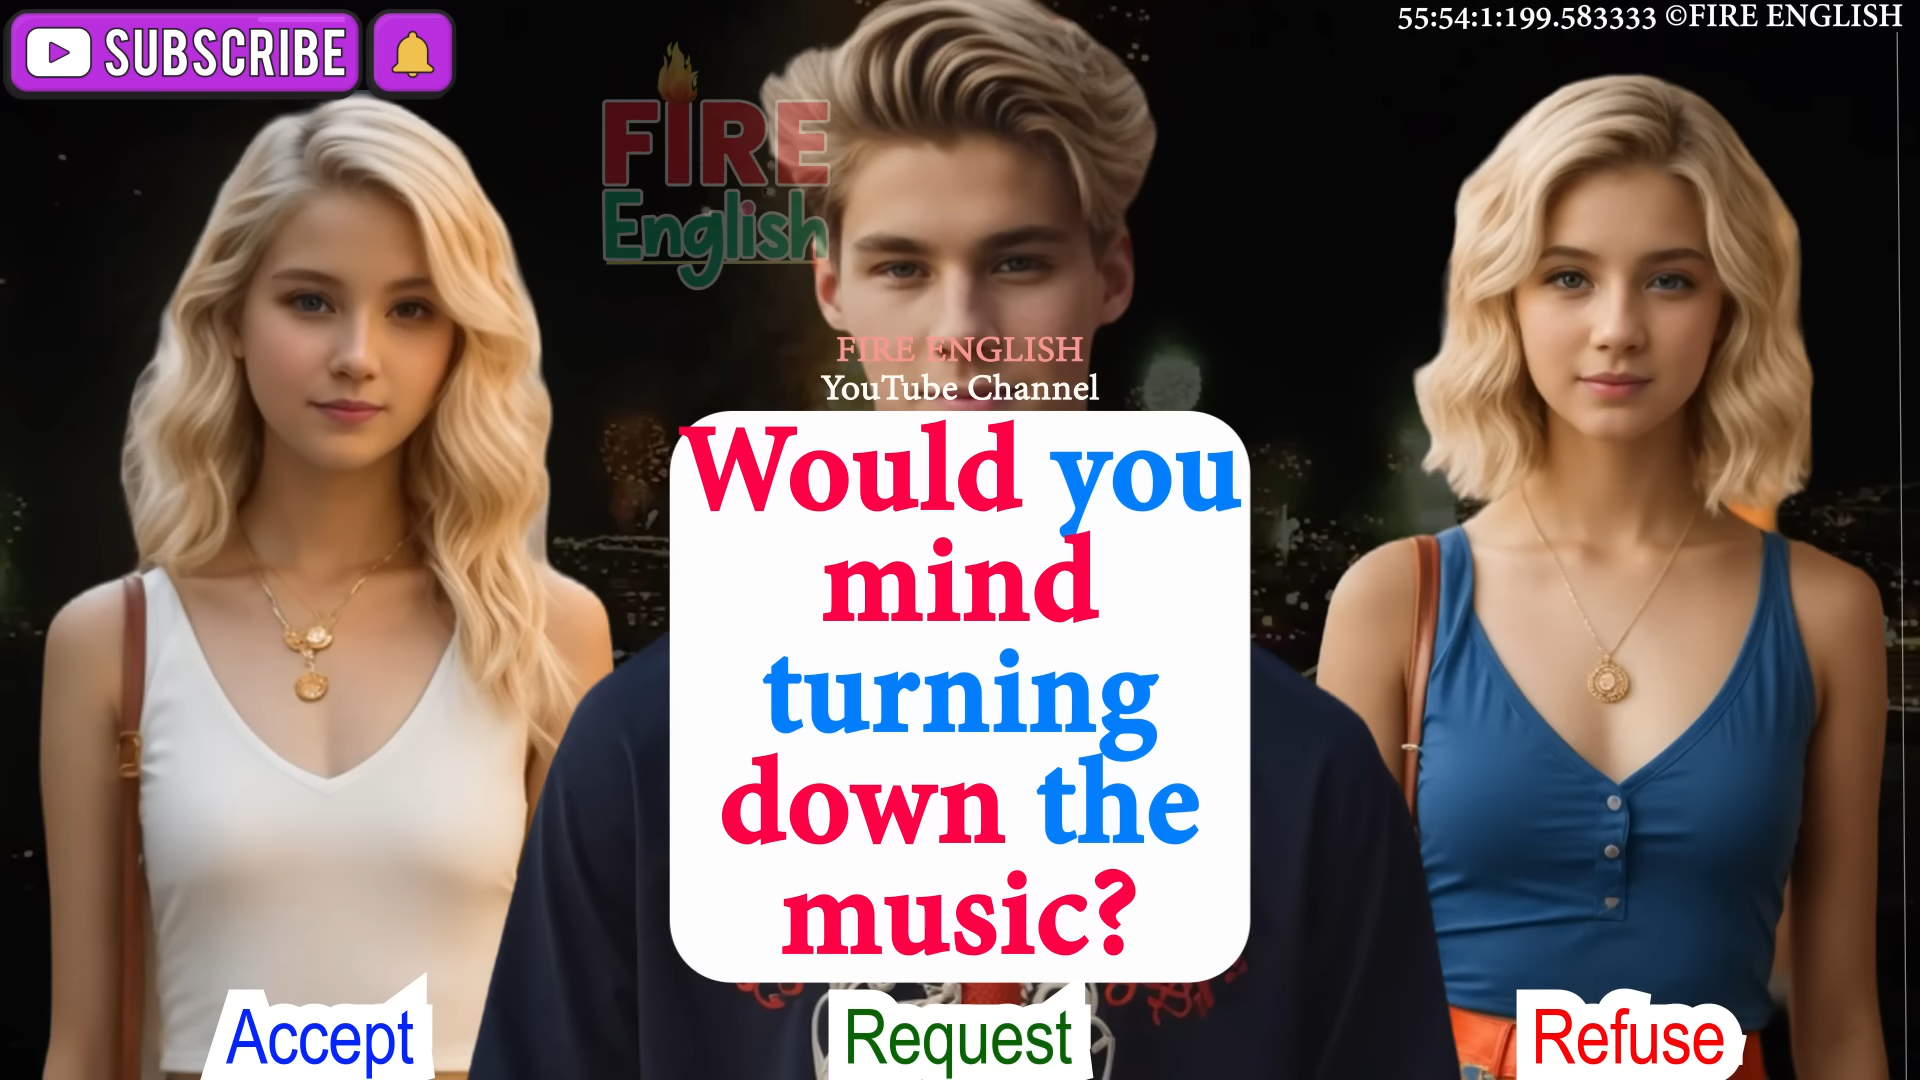 SUBSCRIBE
55:54:1:199.583333 ©FIRE ENGLISH
FIRE
English
FIRE ENGLISH
YouTube Channel
Would you
mind
turning
down the
music?
Accept
Request
Refuse